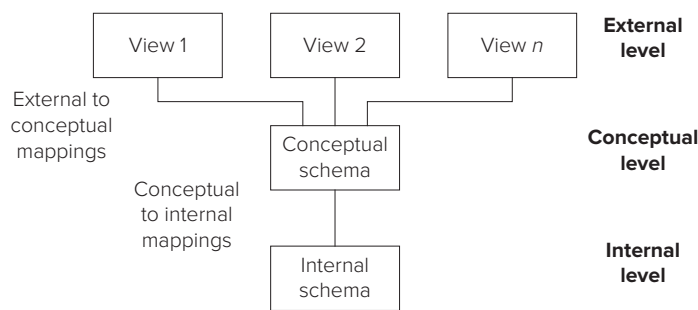 View 1
View 2
View n
External
level
External to
conceptual
mappings
Conceptual
schema
Conceptual
level
Conceptual
to internal
mappings
Internal
schema
Internal
level